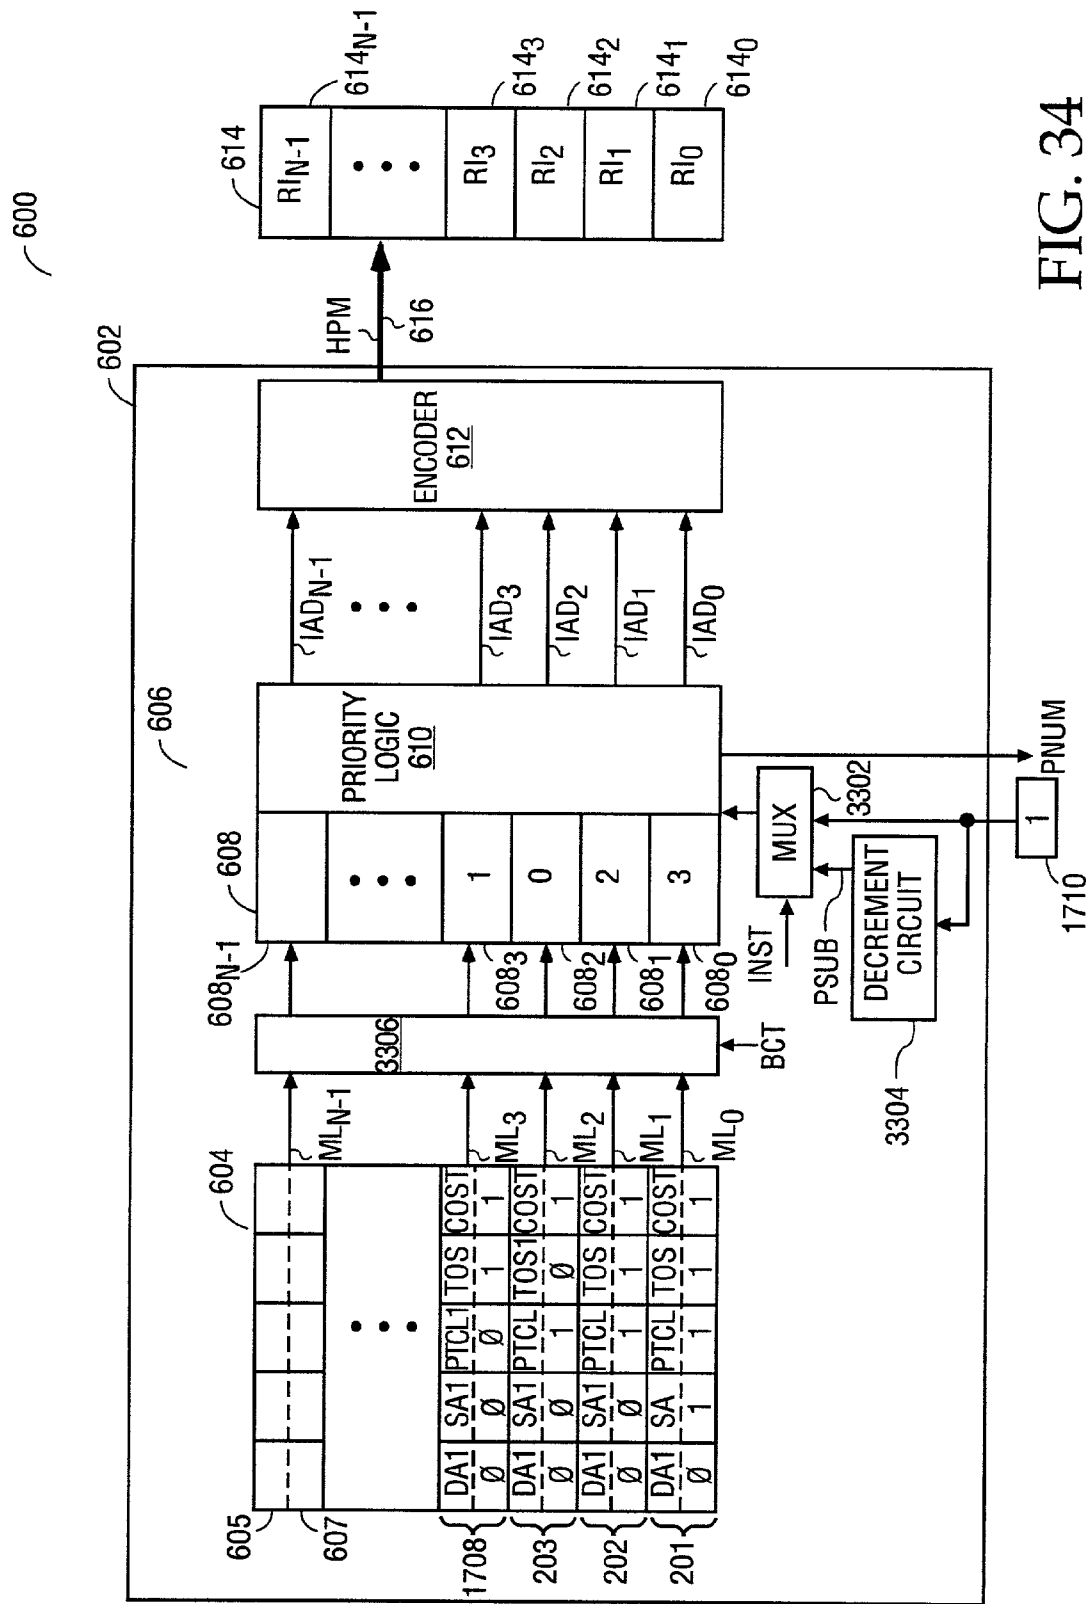 600
602
606
604
605
607
DA1 SA1 PTCL1 TOS COST
Ø Ø Ø 1 1
DA1 SA1 PTCL TOS1 COST
Ø Ø 1 Ø 1
DA1 SA1 PTCL TOS COST
Ø Ø 1 1 1
DA1 SA PTCL TOS COST
Ø 1 1 1 1
1708
203
202
201
MLN-1
ML3
ML2
ML1
ML0
3306
BCT
608N-1
608
1
0
2
3
6083
6082
6081
6080
PRIORITY
LOGIC
610
INST
MUX
3302
PSUB
DECREMENT
CIRCUIT
3304
1
1710
PNUM
IADN-1
IAD3
IAD2
IAD1
IAD0
ENCODER
612
HPM
616
614
614N-1
RIN-1
RI3
6143
RI2
6142
RI1
6141
RI0
6140
FIG. 34